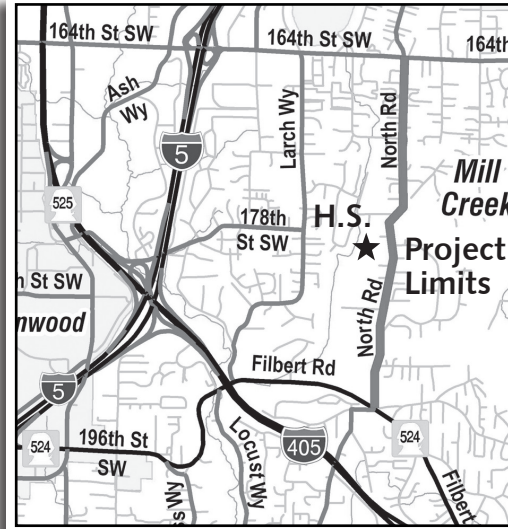 164th St SW
164th St SW
164th
Ash
Wy
5
Larch Wy
North Rd
Mill
Creek
525
178th
St SW
H.S.
Project
Limits
h St SW
nwood
North Rd
Filbert Rd
5
524
196th St
SW
Locust Wy
405
524
Filbert
ss Wy